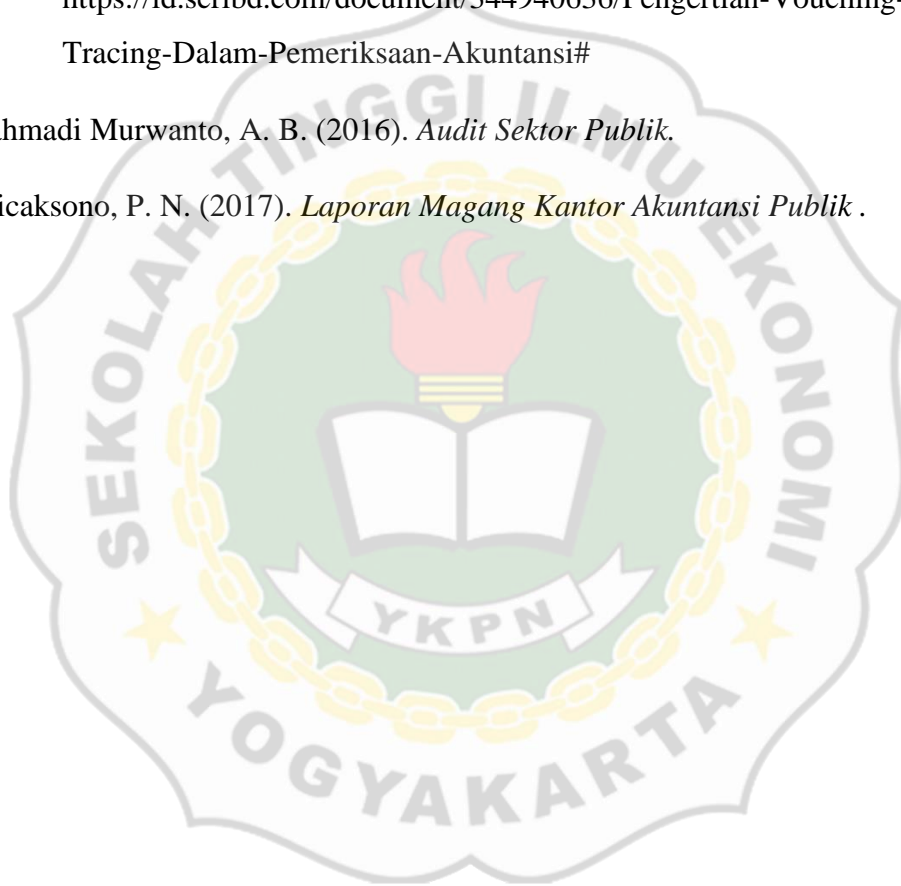 Tracing-Dalam-Pemeriksaan-Akuntansi#
ahmadi Murwanto, A. B. (2016). Audit Sektor Publik.
icaksono, P. N. (2017). Laporan Magang Kantor Akuntansi Publik .
SEKOLAH TINGGI ILMU EKONOMI
YKPN
YOGYAKARTA